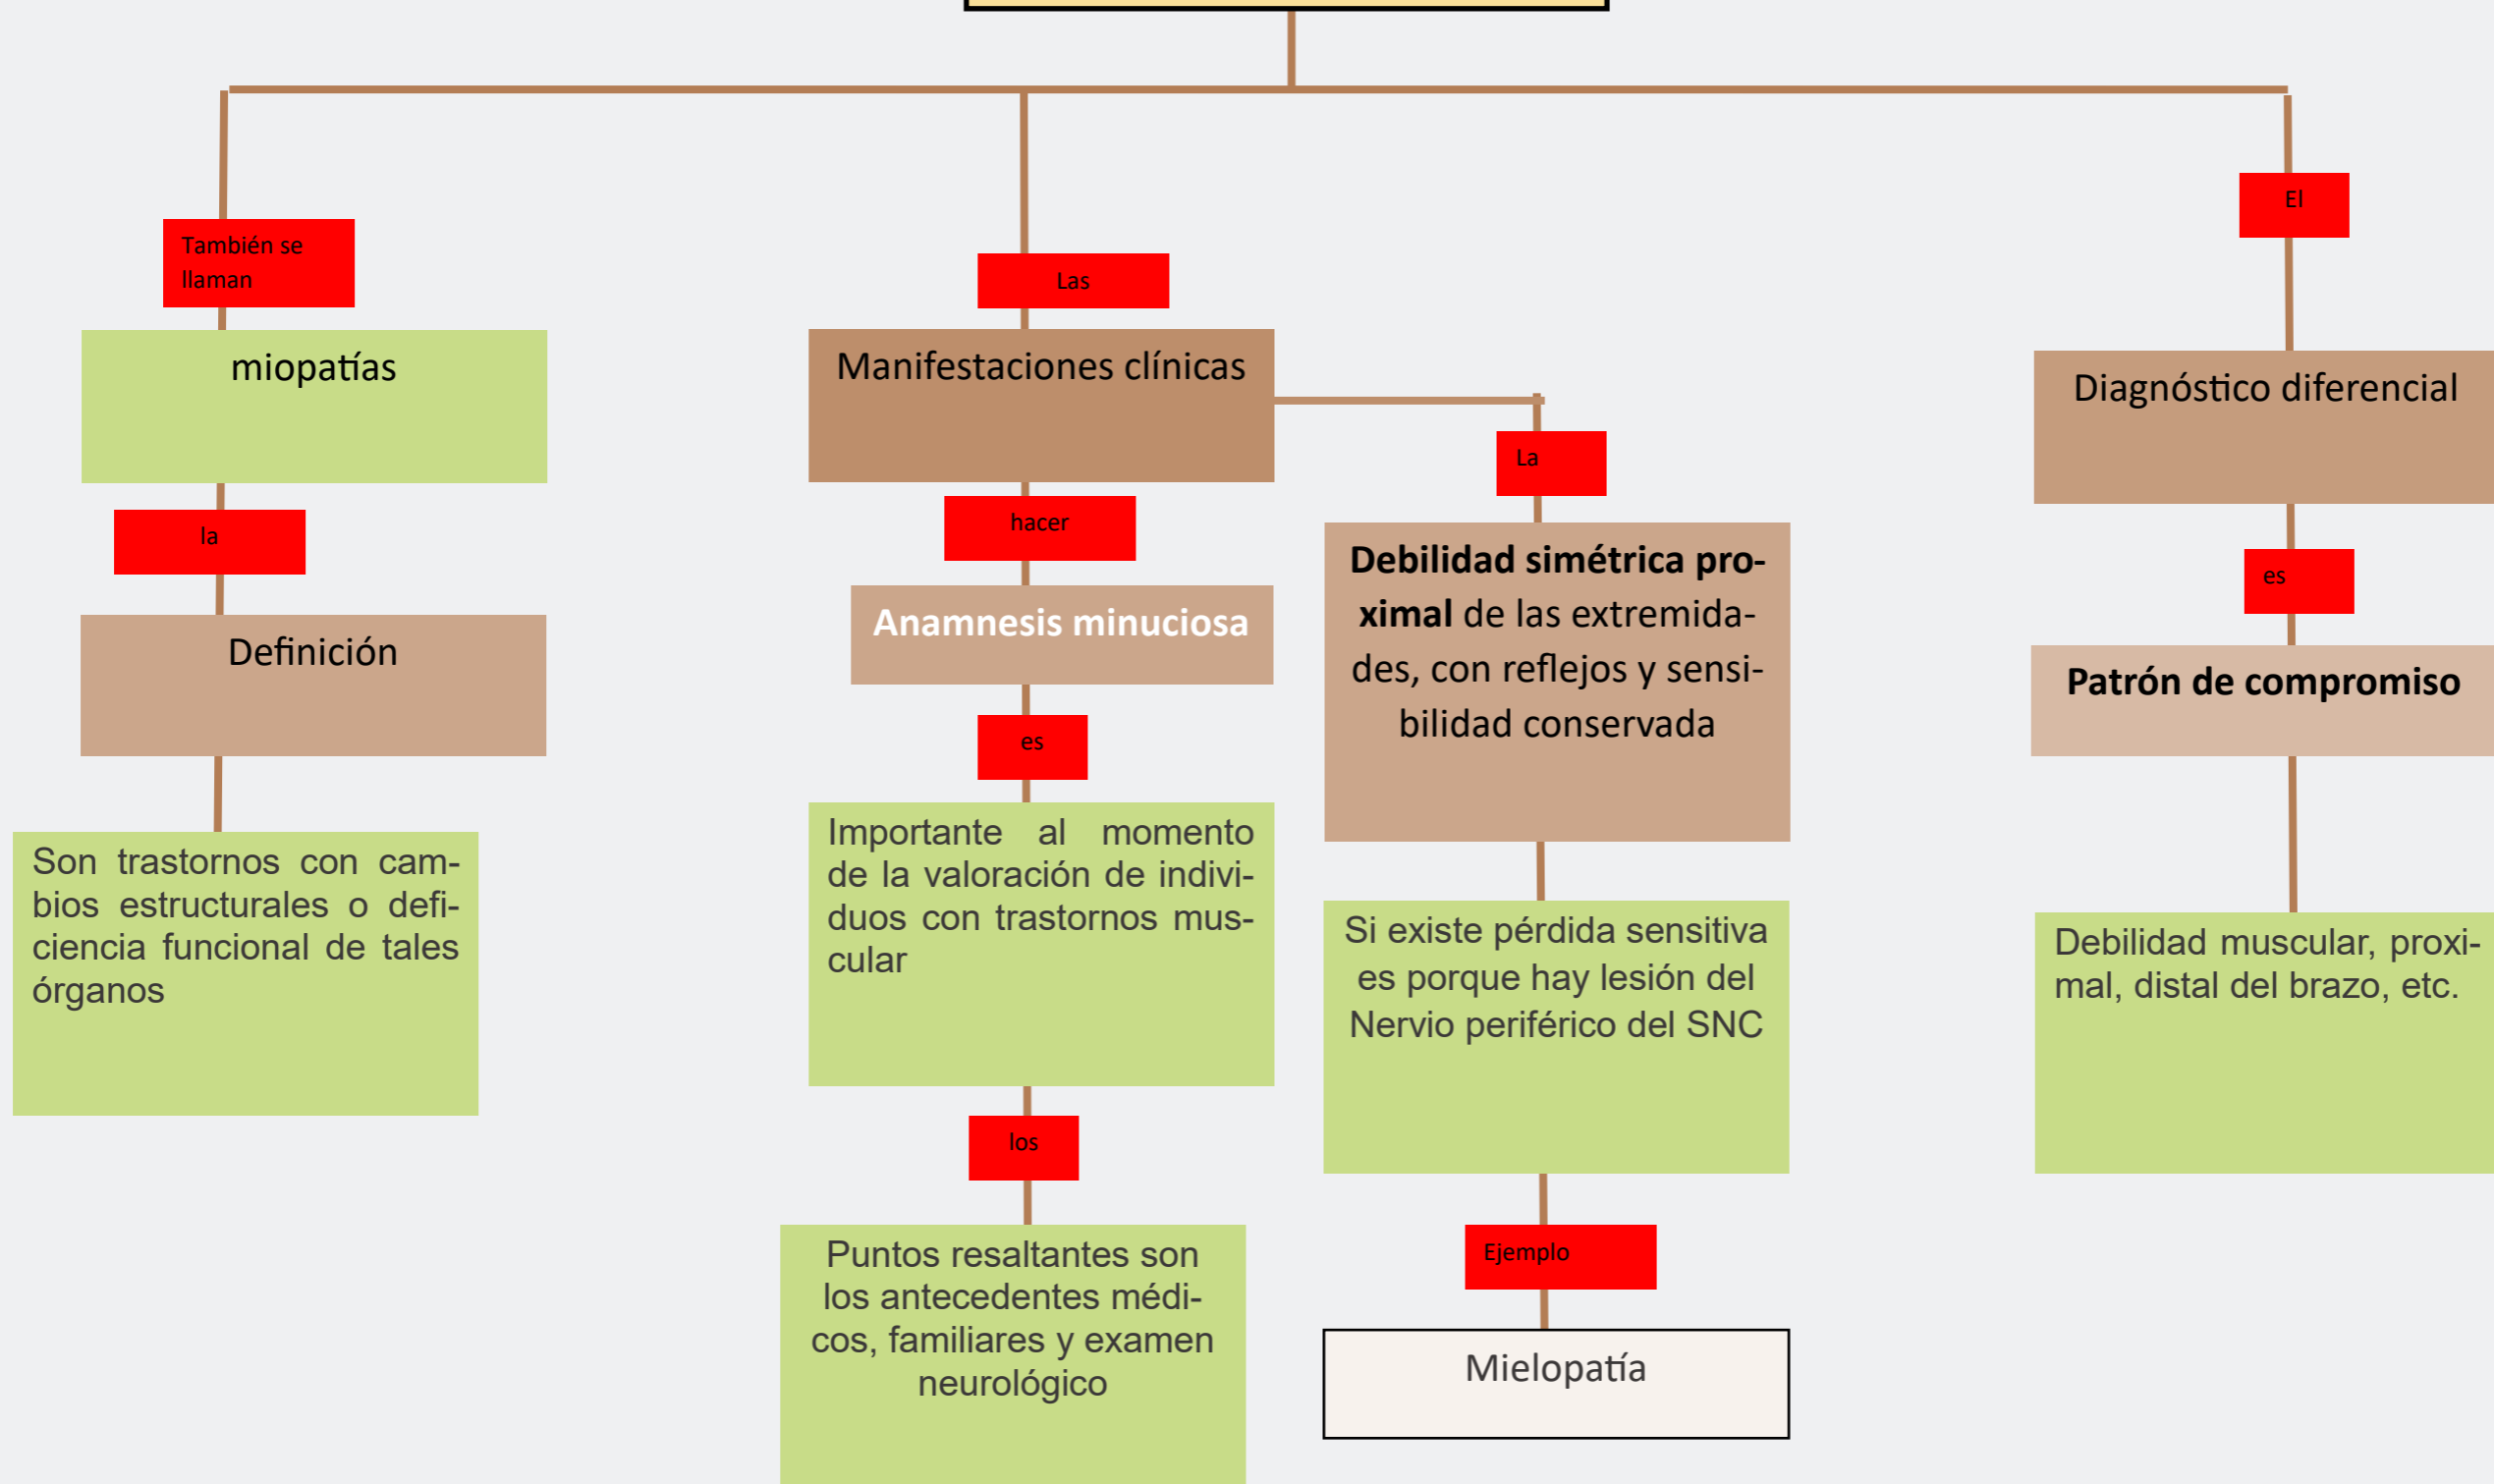 También se
llaman
miopatías
la
Definición
Son trastornos con cam-
bios estructurales o defi-
ciencia funcional de tales
órganos
Las
Manifestaciones clínicas
hacer
Anamnesis minuciosa
es
Importante al momento
de la valoración de indivi-
duos con trastornos mus-
cular
los
Puntos resaltantes son
los antecedentes médi-
cos, familiares y examen
neurológico
La
Debilidad simétrica pro-
ximal de las extremida-
des, con reflejos y sensi-
bilidad conservada
Si existe pérdida sensitiva
es porque hay lesión del
Nervio periférico del SNC
Ejemplo
Mielopatía
El
Diagnóstico diferencial
es
Patrón de compromiso
Debilidad muscular, proxi-
mal, distal del brazo, etc.